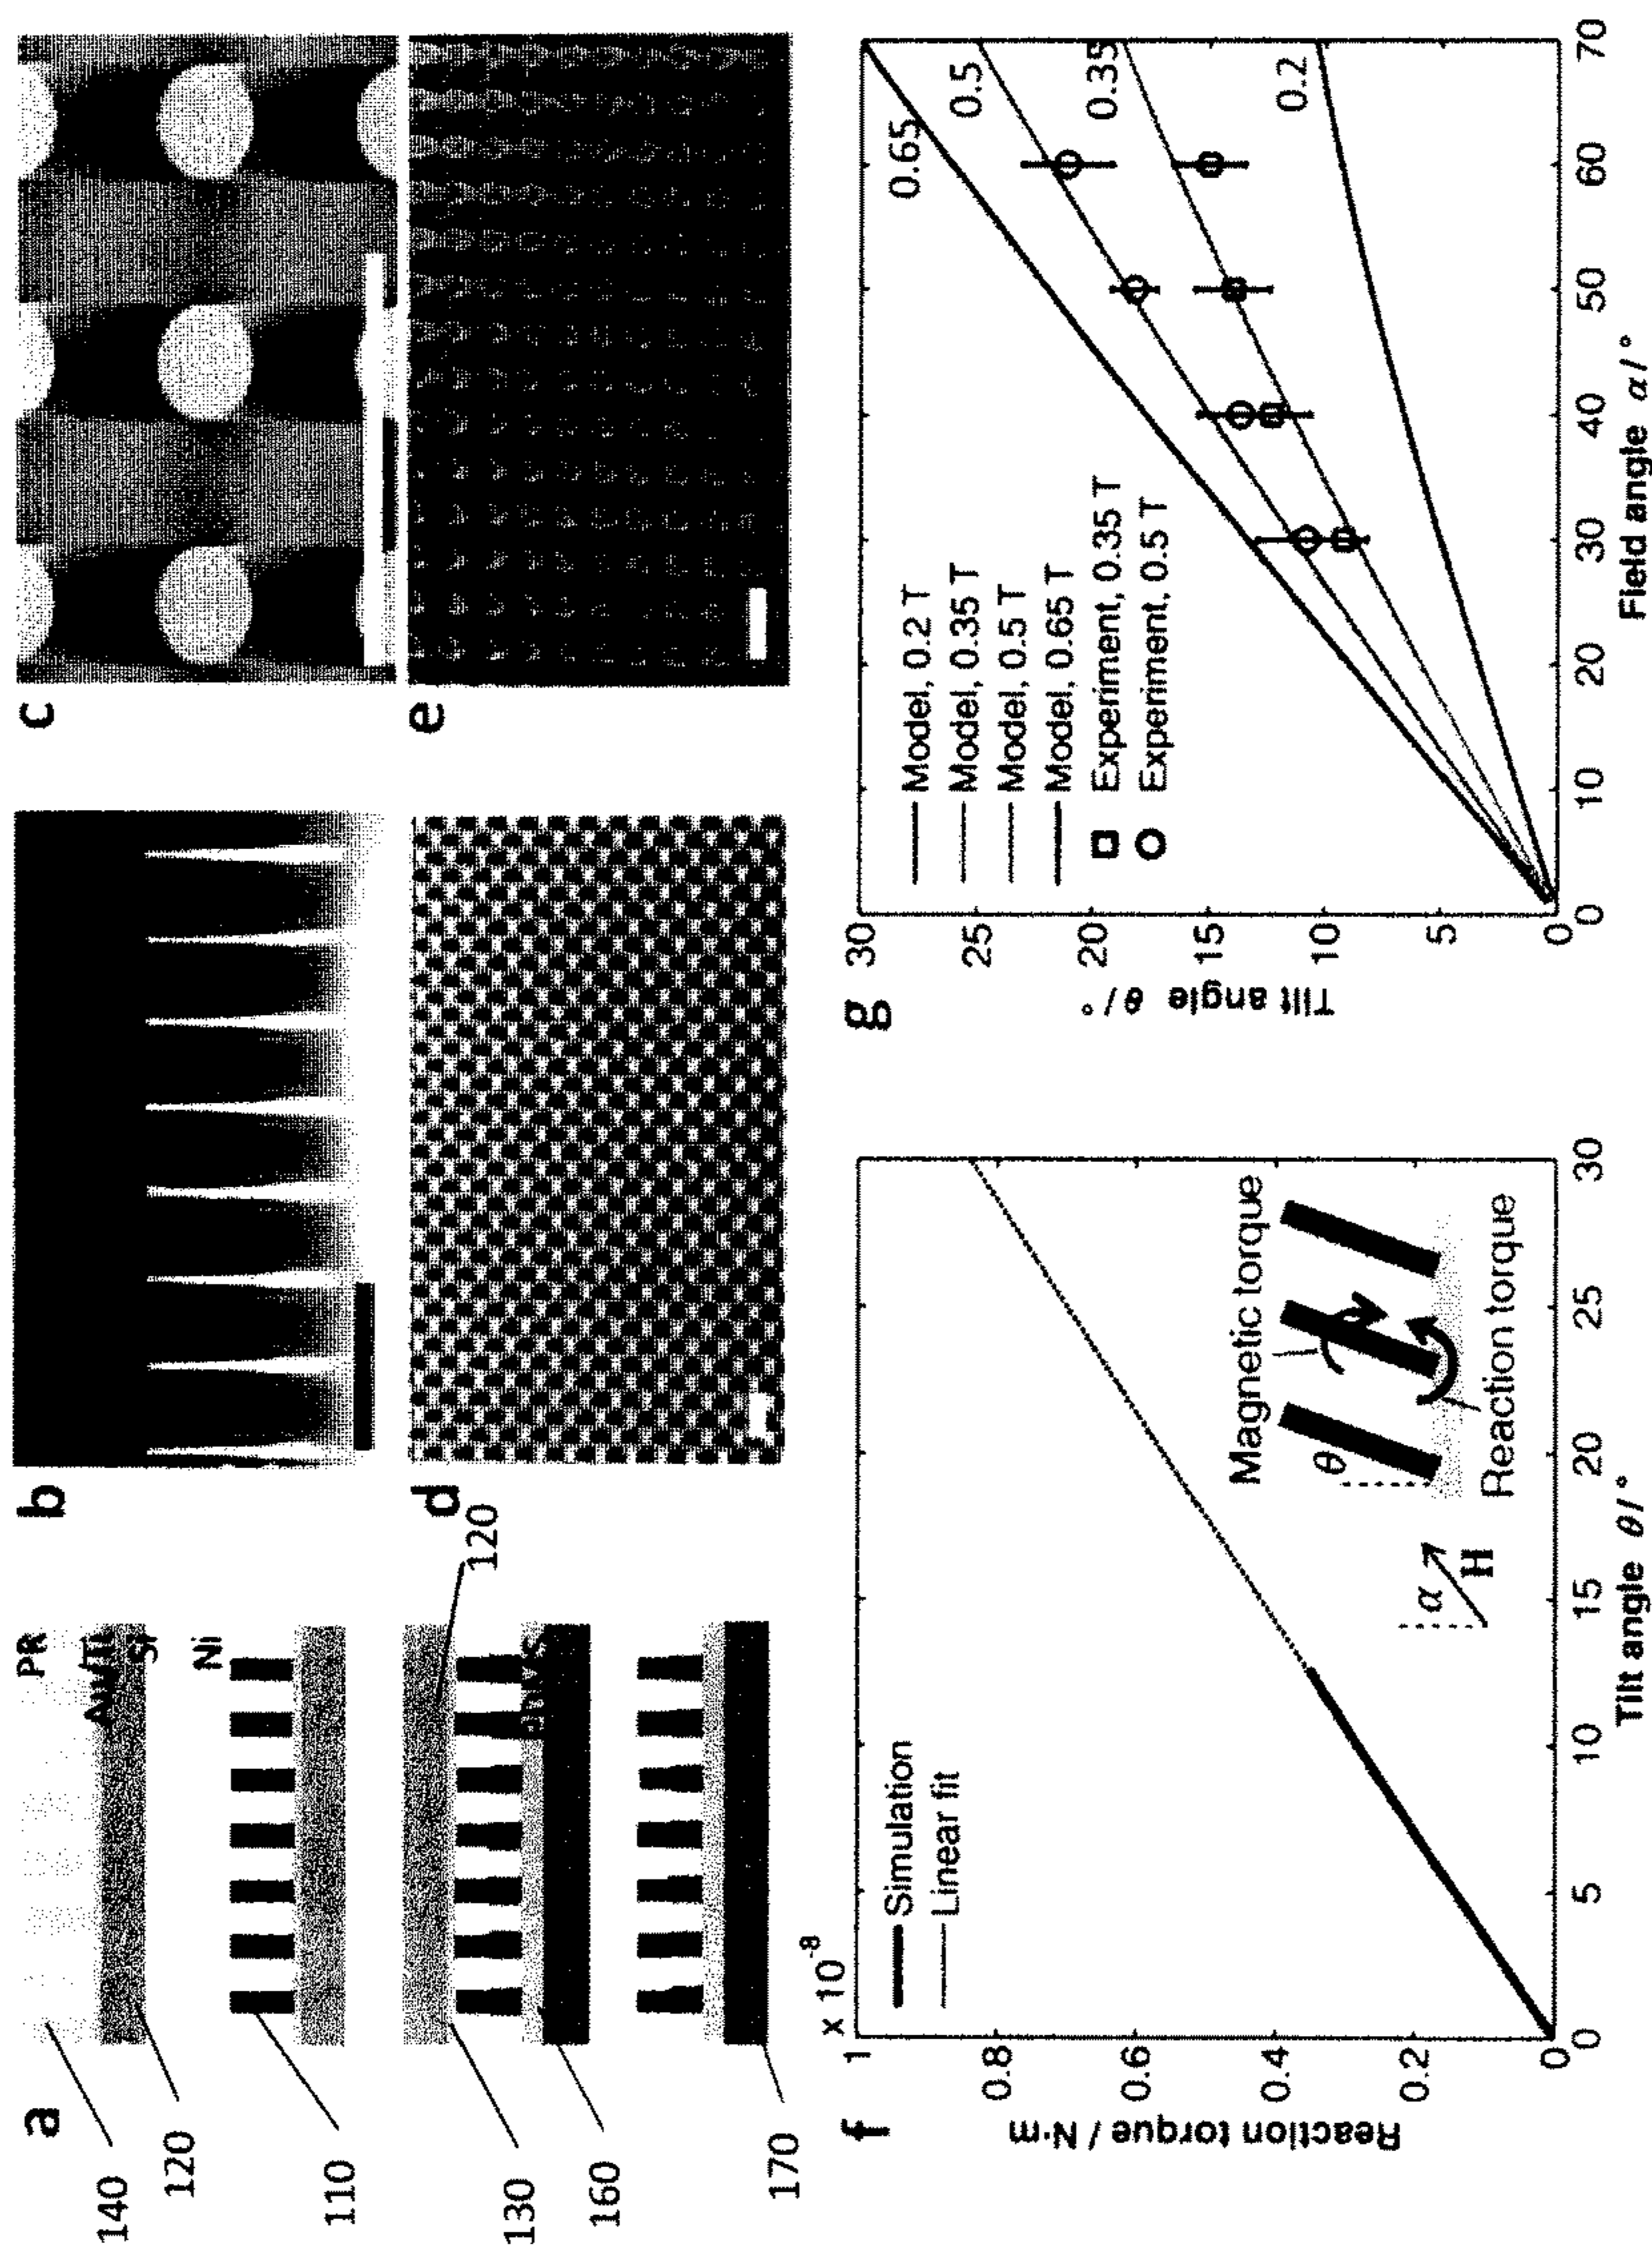 a
PR
Au/Ti
Si
140
120
Ni
110
120
130
160
170
b
c
d
e
f
x 10⁻⁸
1
0.8
0.6
0.4
0.2
0
Reaction torque / N·m
Simulation
Linear fit
Magnetic torque
θ
α
H
Reaction torque
0
5
10
15
20
25
30
Tilt angle θ/°
g
30
25
20
15
10
5
0
Tilt angle θ/°
Model, 0.2 T
Model, 0.35 T
Model, 0.5 T
Model, 0.65 T
Experiment, 0.35 T
Experiment, 0.5 T
0.65
0.5
0.35
0.2
0
10
20
30
40
50
60
70
Field angle α/°